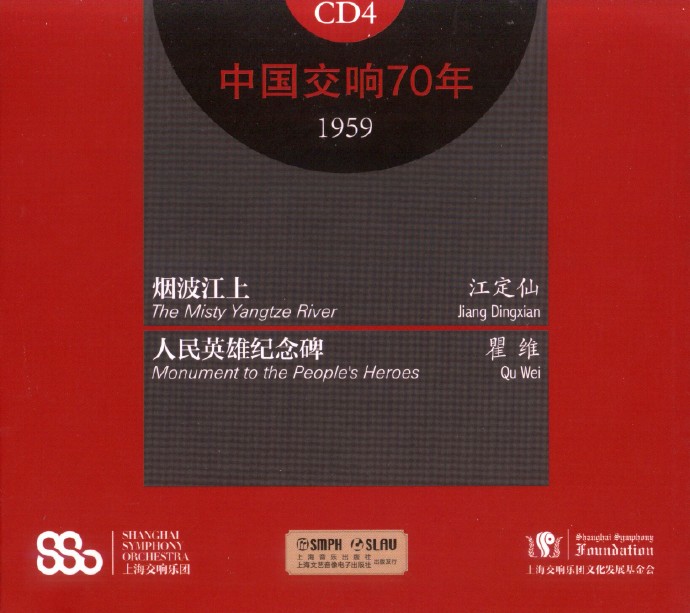 CD4
中国交响70年
1959
烟波江上 江定仙
The Misty Yangtze River Jiang Dingxian
人民英雄纪念碑 瞿维
Monument to the People's Heroes Qu Wei
SHANGHAI
SYMPHONY
ORCHESTRA
上海交响乐团
SMPH SLAV
上海音乐出版社
上海文艺音像电子出版社 出版发行
Shanghai Symphony
Foundation
上海交响乐团文化发展基金会